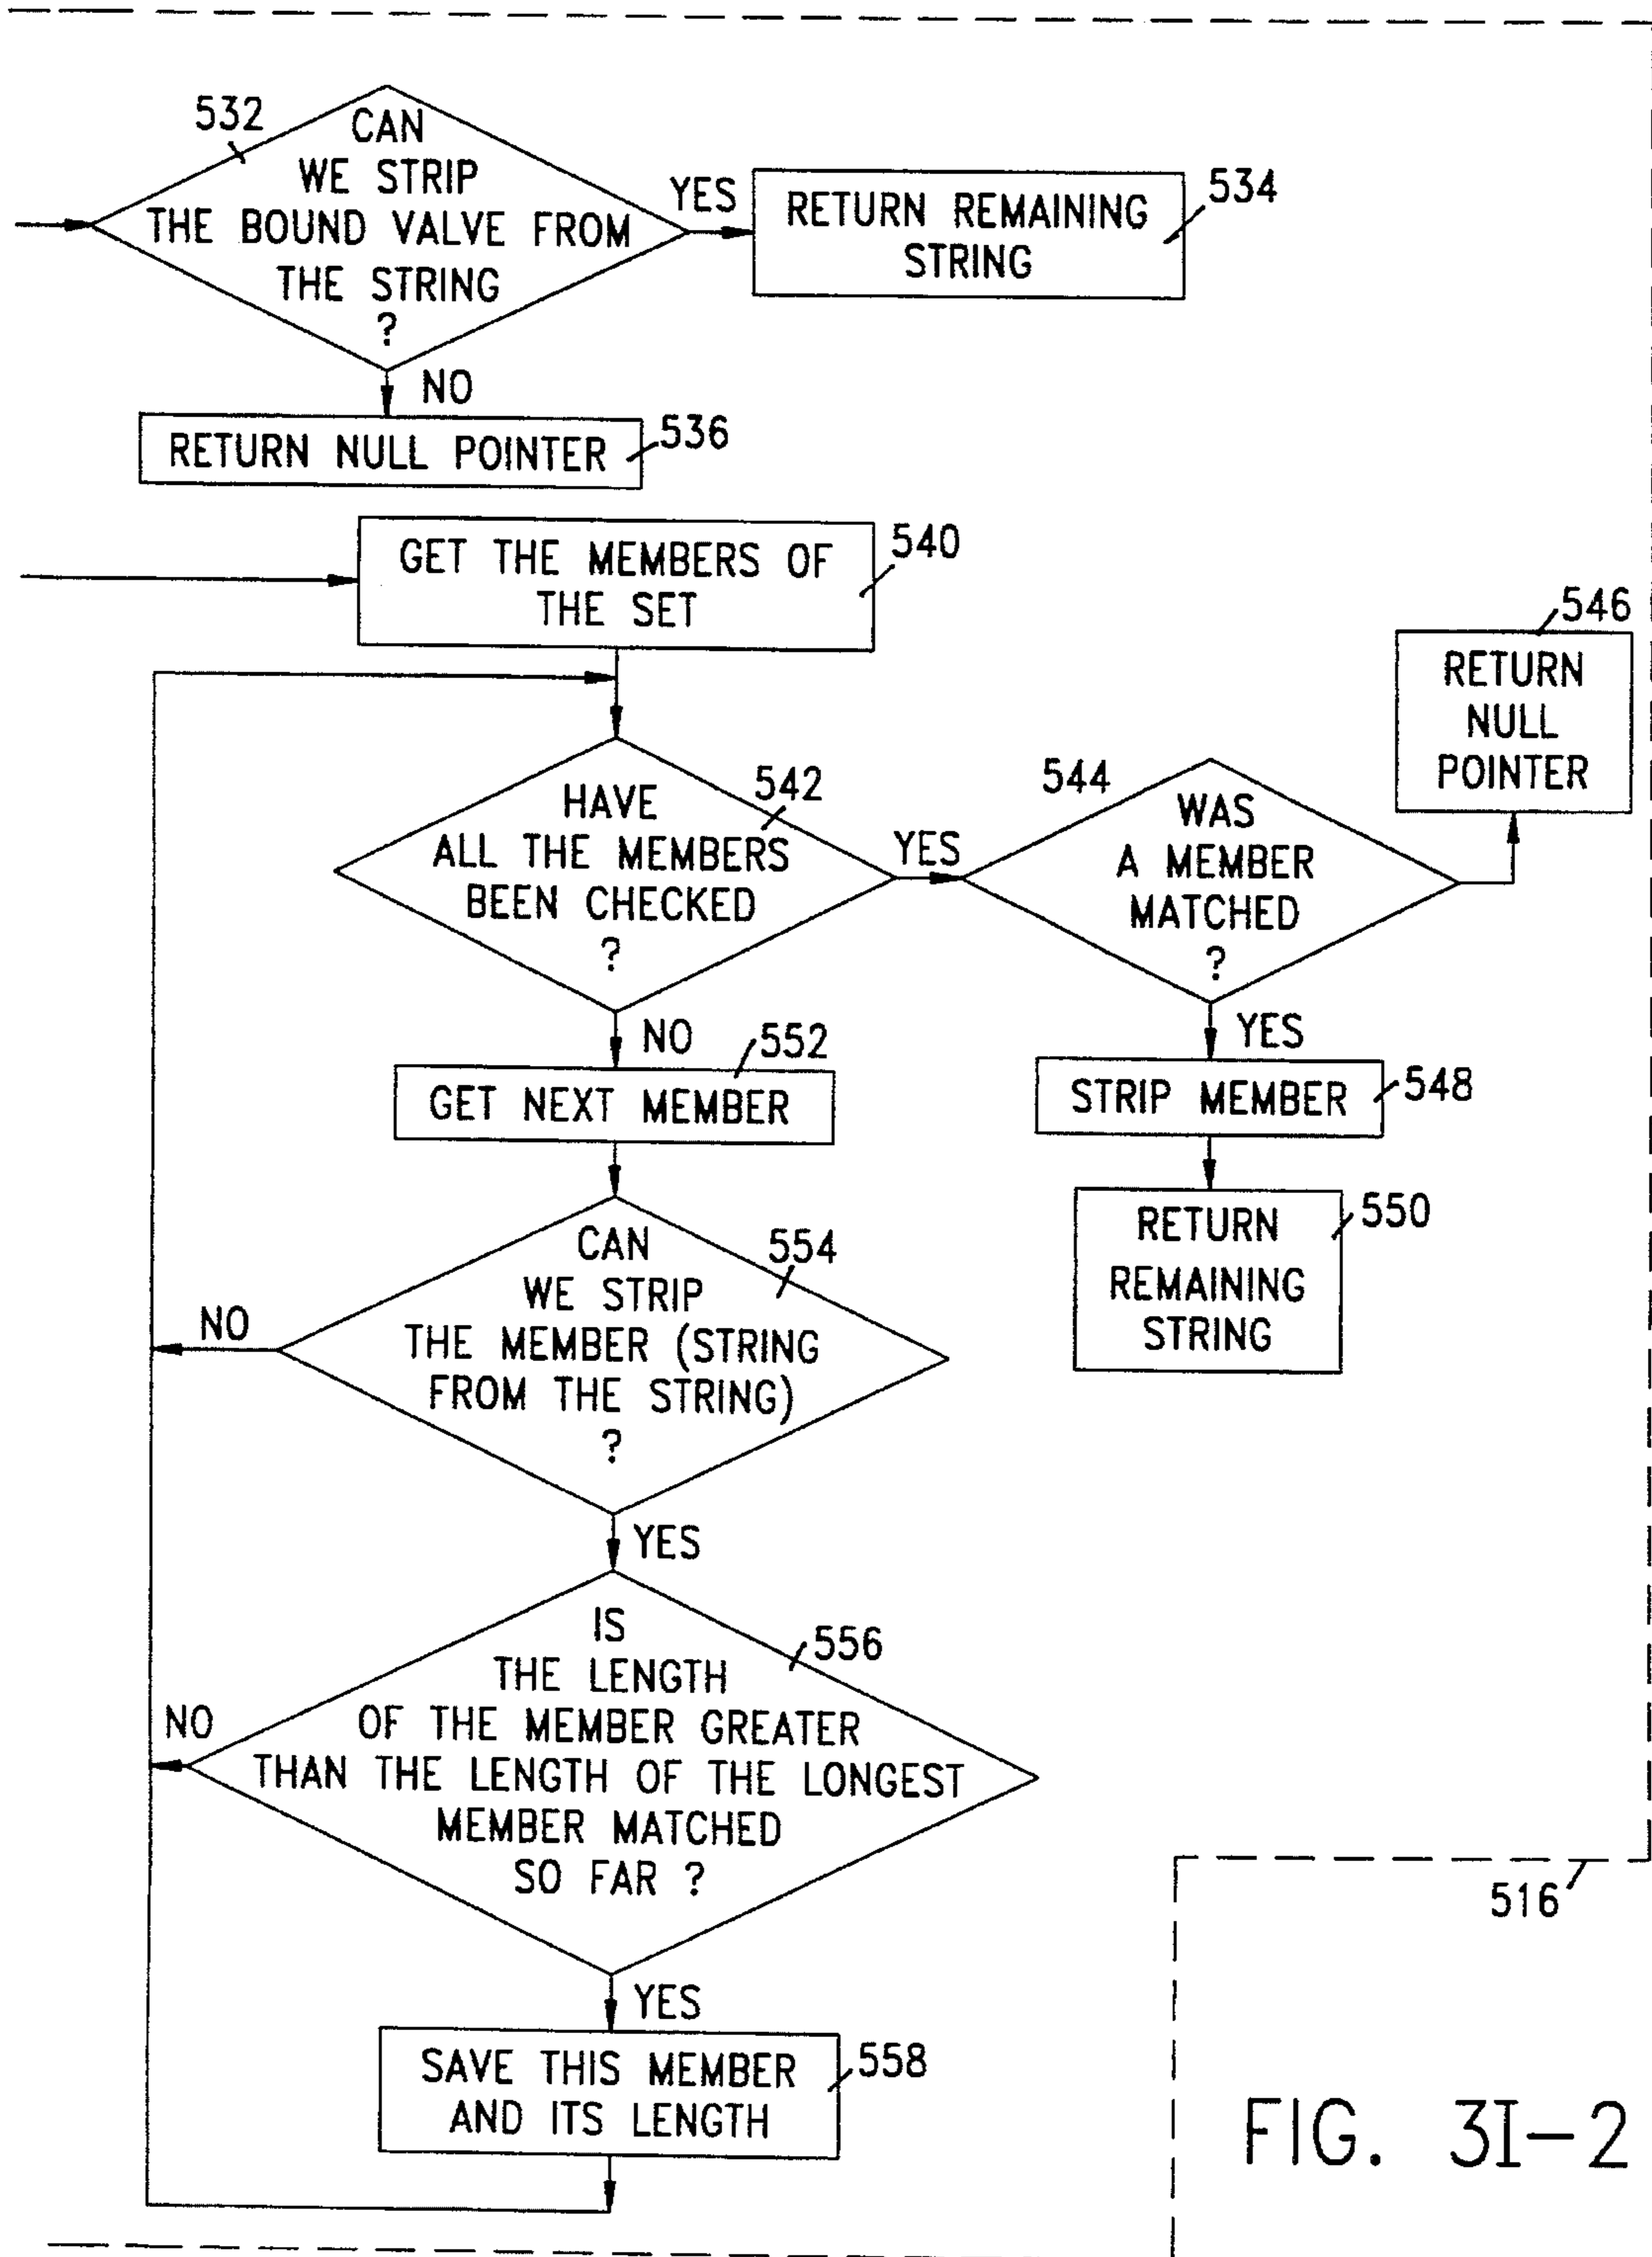 532
CAN
WE STRIP
THE BOUND VALVE FROM
THE STRING
?
YES
RETURN REMAINING
STRING
534
NO
RETURN NULL POINTER
536
GET THE MEMBERS OF
THE SET
540
546
RETURN
NULL
POINTER
HAVE
ALL THE MEMBERS
BEEN CHECKED
?
542
YES
544
WAS
A MEMBER
MATCHED
?
NO
552
GET NEXT MEMBER
YES
STRIP MEMBER
548
RETURN
REMAINING
STRING
550
CAN
WE STRIP
THE MEMBER (STRING
FROM THE STRING)
?
554
NO
YES
IS
THE LENGTH
OF THE MEMBER GREATER
THAN THE LENGTH OF THE LONGEST
MEMBER MATCHED
SO FAR ?
556
NO
516
YES
SAVE THIS MEMBER
AND ITS LENGTH
558
FIG. 3I-2